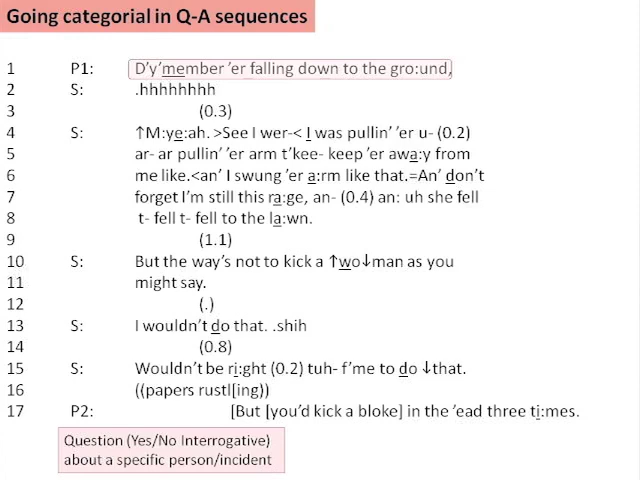 Going categorial in Q-A sequences
1 P1: D'y'member 'er falling down to the gro:und,
2 S: .hhhhhhhh
3 (0.3)
4 S: ↑M:ye:ah. >See I wer-< I was pullin' 'er u- (0.2)
5 ar- ar pullin' 'er arm t'kee- keep 'er awa:y from
6 me like.<an' I swung 'er a:rm like that.=An' don't
7 forget I'm still this ra:ge, an- (0.4) an: uh she fell
8 t- fell t- fell to the la:wn.
9 (1.1)
10 S: But the way's not to kick a ↑wo↓man as you
11 might say.
12 (.)
13 S: I wouldn't do that. .shih
14 (0.8)
15 S: Wouldn't be ri:ght (0.2) tuh- f'me to do ↓that.
16 ((papers rustl[ing))
17 P2: [But [you'd kick a bloke] in the 'ead three ti:mes.
Question (Yes/No Interrogative)
about a specific person/incident